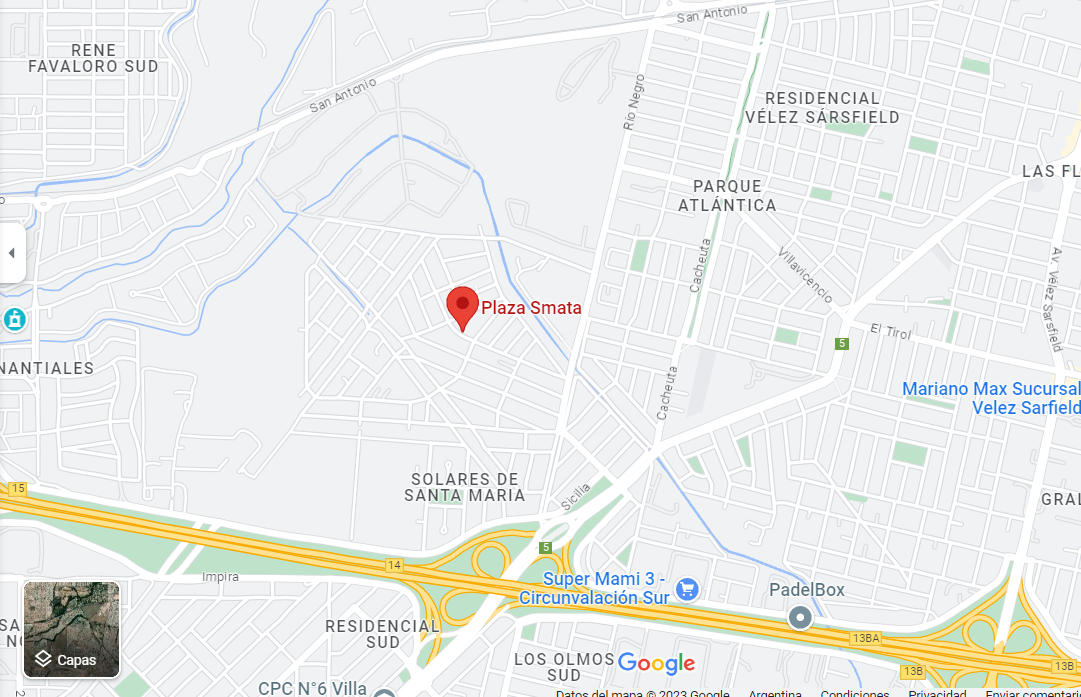 San Antonio
RENE
FAVALORO SUD
San Antonio
Río Negro
RESIDENCIAL
VÉLEZ SÁRSFIELD
LAS FL
PARQUE
ATLÁNTICA
Cacheuta
Villavicencio
Av. Vélez Sarsfield
Plaza Smata
El Tirol
5
NANTIALES
Cacheuta
Mariano Max Sucursal
Velez Sarfield
SOLARES DE
SANTA MARIA
Sicilia
15
GRAL
5
14
Impira
Super Mami 3 -
Circunvalación Sur
PadelBox
RESIDENCIAL
SUD
13BA
LOS OLMOS
SUD
Google
13B
13B
SA
N
Capas
CPC N°6 Villa
2
Datos del mapa © 2023 Google
Argentina
Condiciones
Privacidad
Enviar comentario